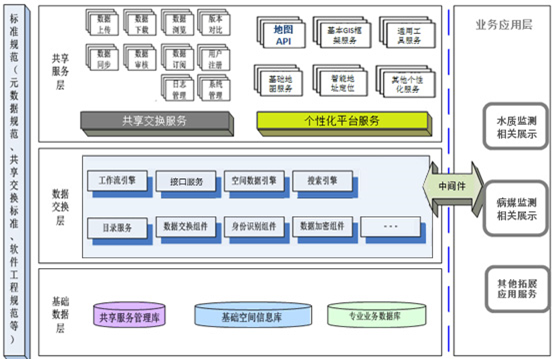 标准规范（元数据规范、共享交换标准、软件工程规范等）
共享
服务
层
数据
上传
数据
下载
数据
浏览
版本
对比
数据
同步
数据
审核
数据
订阅
用户
注册
日志
管理
系统
管理
共享交换服务
地图
API
基本GIS框
架服务
通用工
具服务
基础地
图服务
智能地
址定位
其他个性
化服务
个性化平台服务
数据
交换
层
工作流引擎
接口服务
空间数据引擎
搜索引擎
目录服务
数据交换组件
身份识别组件
数据加密组件
...
中间件
基础
数据
层
共享服务管理库
基础空间信息库
专业业务数据库
业务应用层
水质监测
相关展示
病媒监测
相关展示
其他拓展
应用服务